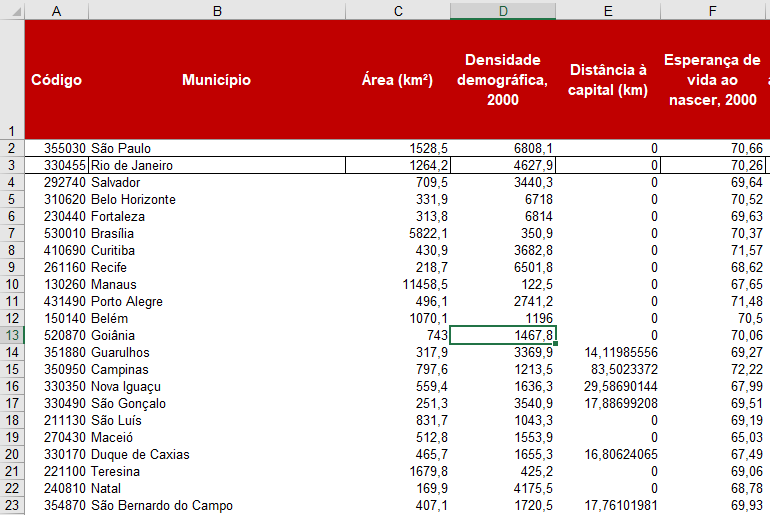 A B C D E F
1 Código Município Área (km²) Densidade demográfica, 2000 Distância à capital (km) Esperança de vida ao nascer, 2000
2 355030 São Paulo 1528,5 6808,1 0 70,66
3 330455 Rio de Janeiro 1264,2 4627,9 0 70,26
4 292740 Salvador 709,5 3440,3 0 69,64
5 310620 Belo Horizonte 331,9 6718 0 70,52
6 230440 Fortaleza 313,8 6814 0 69,63
7 530010 Brasília 5822,1 350,9 0 70,37
8 410690 Curitiba 430,9 3682,8 0 71,57
9 261160 Recife 218,7 6501,8 0 68,62
10 130260 Manaus 11458,5 122,5 0 67,65
11 431490 Porto Alegre 496,1 2741,2 0 71,48
12 150140 Belém 1070,1 1196 0 70,5
13 520870 Goiânia 743 1467,8 0 70,06
14 351880 Guarulhos 317,9 3369,9 14,11985556 69,27
15 350950 Campinas 797,6 1213,5 83,5023372 72,22
16 330350 Nova Iguaçu 559,4 1636,3 29,58690144 67,99
17 330490 São Gonçalo 251,3 3540,9 17,88699208 69,51
18 211130 São Luís 831,7 1043,3 0 69,19
19 270430 Maceió 512,8 1553,9 0 65,03
20 330170 Duque de Caxias 465,7 1655,3 16,80624065 67,49
21 221100 Teresina 1679,8 425,2 0 69,06
22 240810 Natal 169,9 4175,5 0 68,78
23 354870 São Bernardo do Campo 407,1 1720,5 17,76101981 69,93